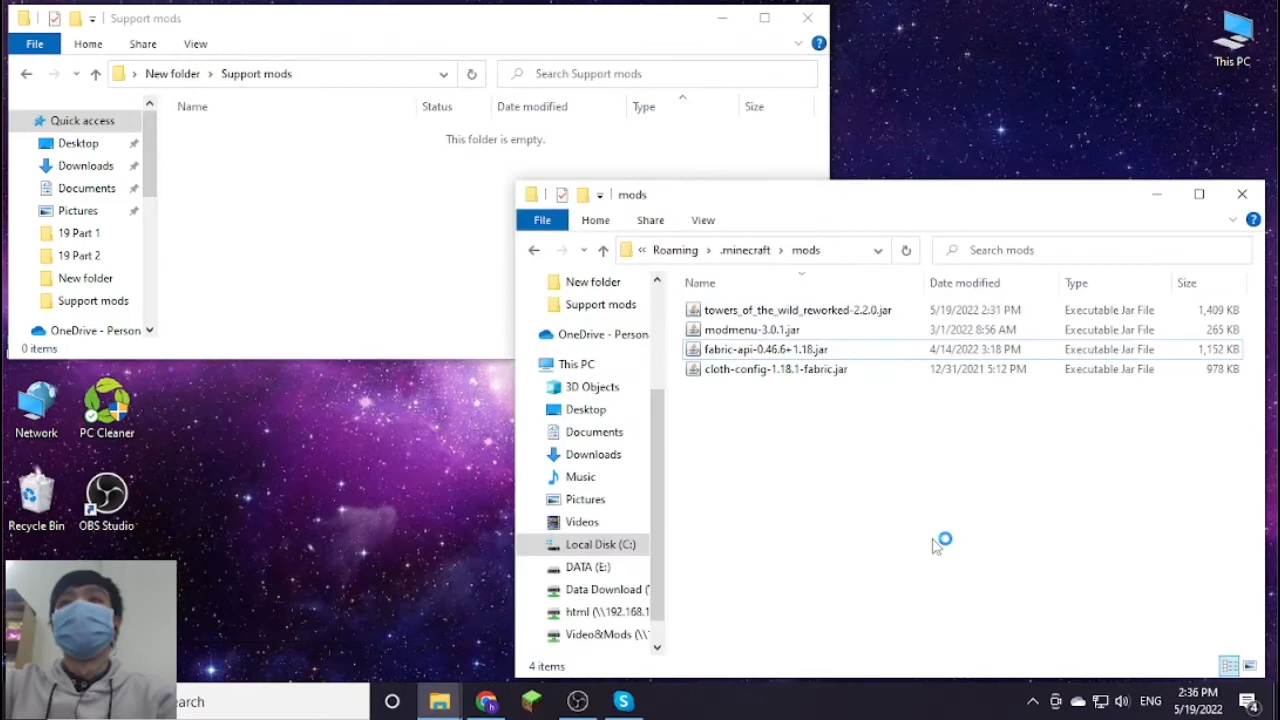 Support mods
File Home Share View
New folder Support mods
Search Support mods
Name Status Date modified Type Size
This folder is empty.
Quick access
Desktop
Downloads
Documents
Pictures
19 Part 1
19 Part 2
New folder
Support mods
OneDrive - Person
0 items
This PC
mods
File Home Share View
« Roaming .minecraft mods
Search mods
Name Date modified Type Size
towers_of_the_wild_reworked-2.2.0.jar 5/19/2022 2:31 PM Executable Jar File 1,409 KB
modmenu-3.0.1.jar 3/1/2022 8:56 AM Executable Jar File 265 KB
fabric-api-0.46.6+1.18.jar 4/14/2022 3:18 PM Executable Jar File 1,152 KB
cloth-config-1.18.1-fabric.jar 12/31/2021 5:12 PM Executable Jar File 978 KB
New folder
Support mods
OneDrive - Person
This PC
3D Objects
Desktop
Documents
Downloads
Music
Pictures
Videos
Local Disk (C:)
DATA (E:)
Data Download (
html (\\192.168.1
Video&Mods (\\
4 items
Network
PC Cleaner
Recycle Bin
OBS Studio
earch
ENG
2:36 PM
5/19/2022
4